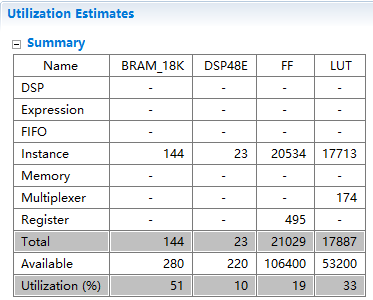 Utilization Estimates
Summary
Name BRAM_18K DSP48E FF LUT
DSP - - - -
Expression - - - -
FIFO - - - -
Instance 144 23 20534 17713
Memory - - - -
Multiplexer - - - 174
Register - - 495 -
Total 144 23 21029 17887
Available 280 220 106400 53200
Utilization (%) 51 10 19 33